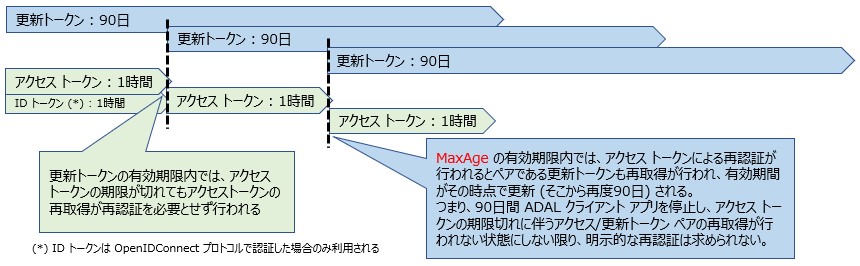 更新トークン：90日
更新トークン：90日
更新トークン：90日
アクセス トークン：1時間
ID トークン (*)：1時間
アクセス トークン：1時間
アクセス トークン：1時間
更新トークンの有効期限内では、アクセス
トークンの期限が切れてもアクセストークンの
再取得が再認証を必要とせず行われる
MaxAge の有効期限内では、アクセス トークンによる再認証が
行われるとペアである更新トークンも再取得が行われ、有効期間
がその時点で更新 (そこから再度90日) される。
つまり、90日間 ADAL クライアント アプリを停止し、アクセス トー
クンの期限切れに伴うアクセス/更新トークン ペアの再取得が行
われない状態にしない限り、明示的な再認証は求められない。
(*) ID トークンは OpenIDConnect プロトコルで認証した場合のみ利用される